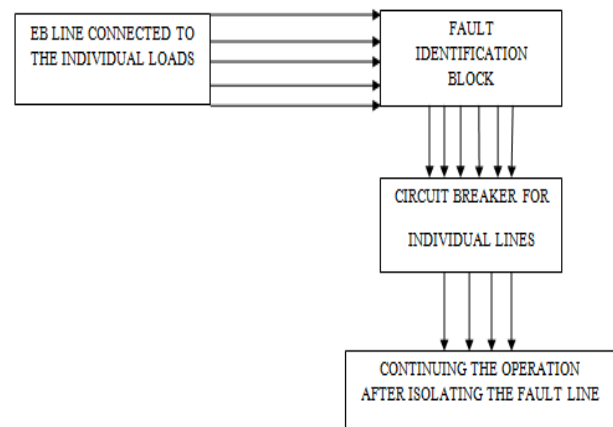 EB LINE CONNECTED TO
THE INDIVIDUAL LOADS
FAULT
IDENTIFICATION
BLOCK
CIRCUIT BREAKER FOR
INDIVIDUAL LINES
CONTINUING THE OPERATION
AFTER ISOLATING THE FAULT LINE